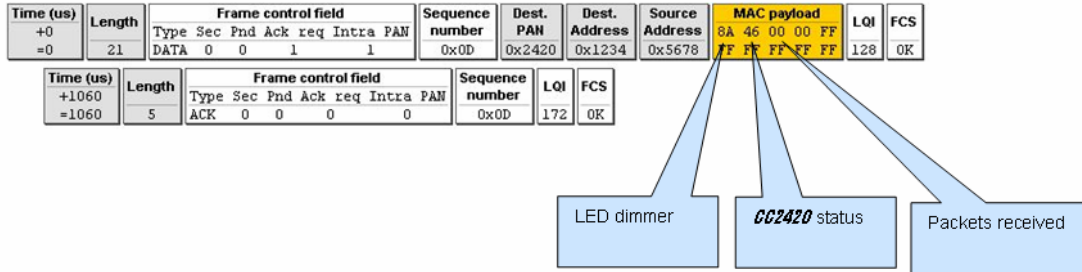 Time (us) Length Frame control field Sequence number Dest. PAN Dest. Address Source Address MAC payload LQI FCS
+0 Type Sec Pnd Ack req Intra PAN 8A 46 00 00 FF
=0 21 DATA 0 0 1 1 0x0D 0x2420 0x1234 0x5678 FF FF FF FF FF 128 OK
Time (us) Length Frame control field Sequence number LQI FCS
+1060 Type Sec Pnd Ack req Intra PAN
=1060 5 ACK 0 0 0 0 0x0D 172 OK
LED dimmer
CC2420 status
Packets received